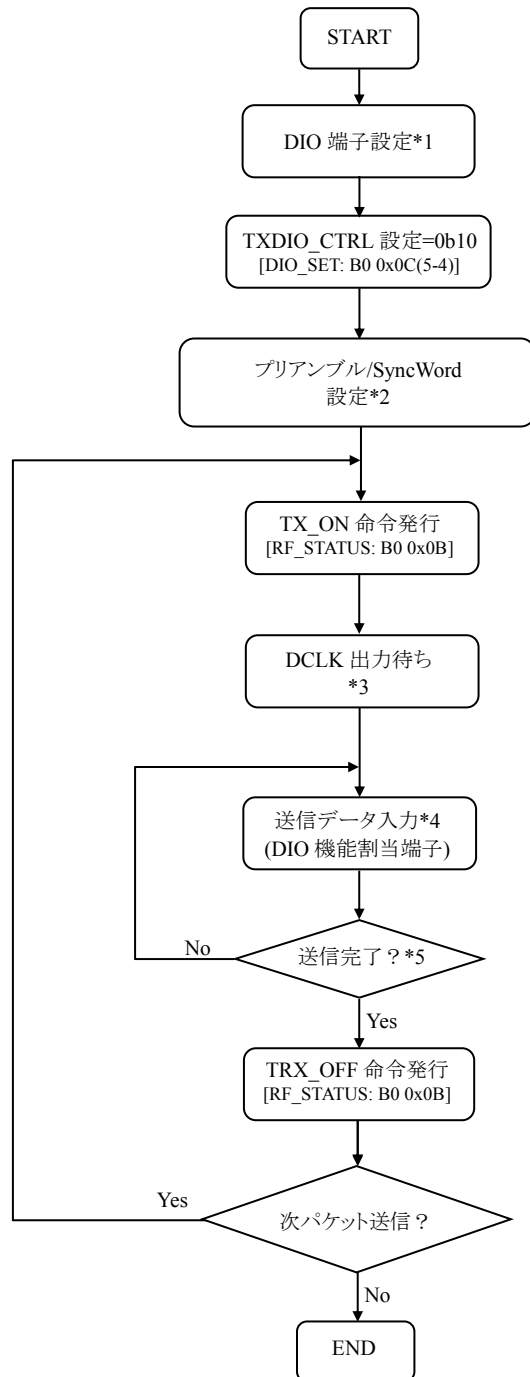 START
DIO 端子設定*1
TXDIO_CTRL 設定=0b10
[DIO_SET: B0 0x0C(5-4)]
プリアンブル/SyncWord
設定*2
TX_ON 命令発行
[RF_STATUS: B0 0x0B]
DCLK 出力待ち
*3
送信データ入力*4
(DIO 機能割当端子)
No
送信完了？*5
Yes
TRX_OFF 命令発行
[RF_STATUS: B0 0x0B]
Yes
次パケット送信？
No
END